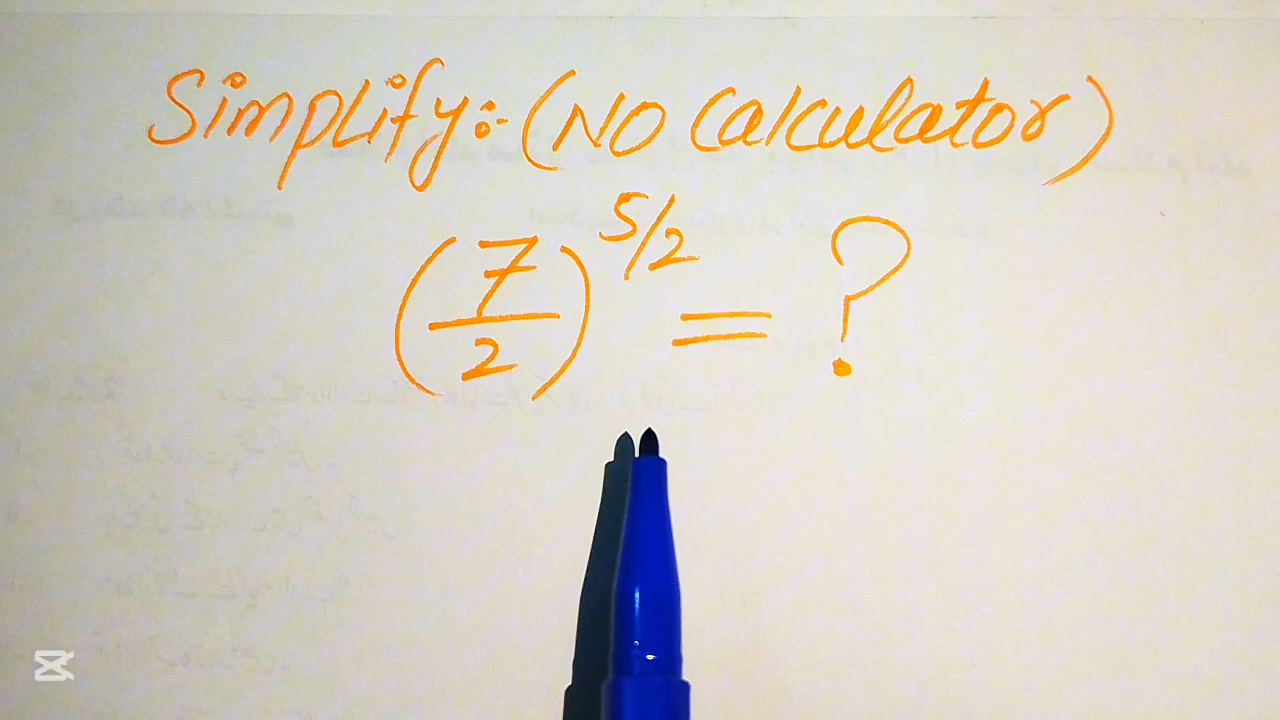 Simplify:- (NO Calculator)
(7/2)^5/2 = ?